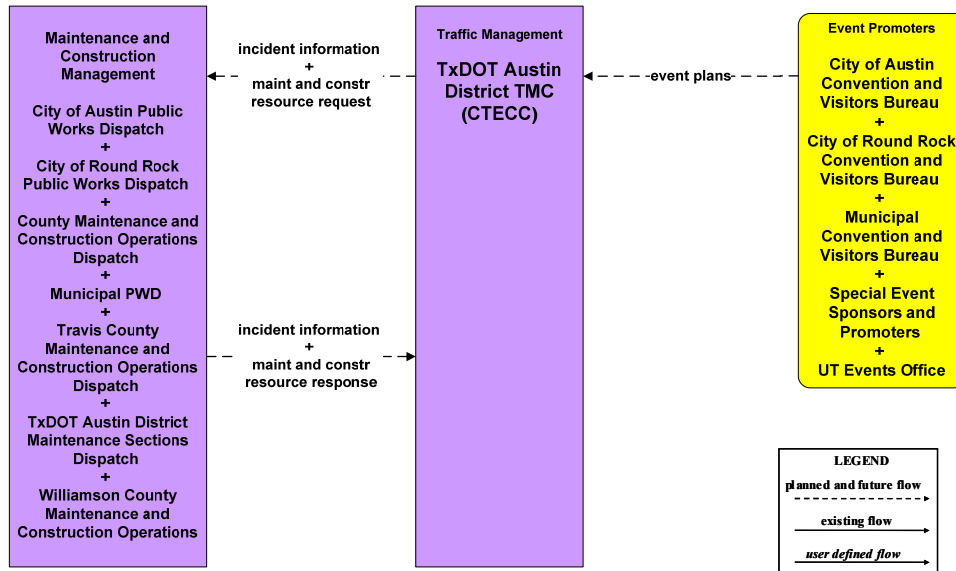 Maintenance and
Construction
Management
City of Austin Public
Works Dispatch
+
City of Round Rock
Public Works Dispatch
+
County Maintenance and
Construction Operations
Dispatch
+
Municipal PWD
+
Travis County
Maintenance and
Construction Operations
Dispatch
+
TxDOT Austin District
Maintenance Sections
Dispatch
+
Williamson County
Maintenance and
Construction Operations
incident information
+
maint and constr
resource request
incident information
+
maint and constr
resource response
Traffic Management
TxDOT Austin
District TMC
(CTECC)
event plans
Event Promoters
City of Austin
Convention and
Visitors Bureau
+
City of Round Rock
Convention and
Visitors Bureau
+
Municipal
Convention and
Visitors Bureau
+
Special Event
Sponsors and
Promoters
+
UT Events Office
LEGEND
planned and future flow
existing flow
user defined flow